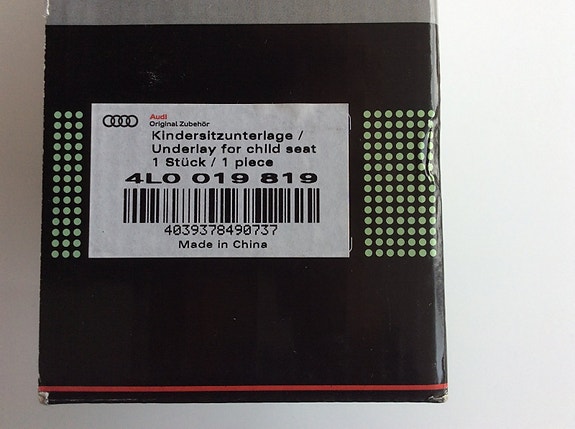 Audi
Original Zubehör
Kindersitzunterlage /
Underlay for child seat
1 Stück / 1 piece
4L0 019 819
4039378490737
Made in China